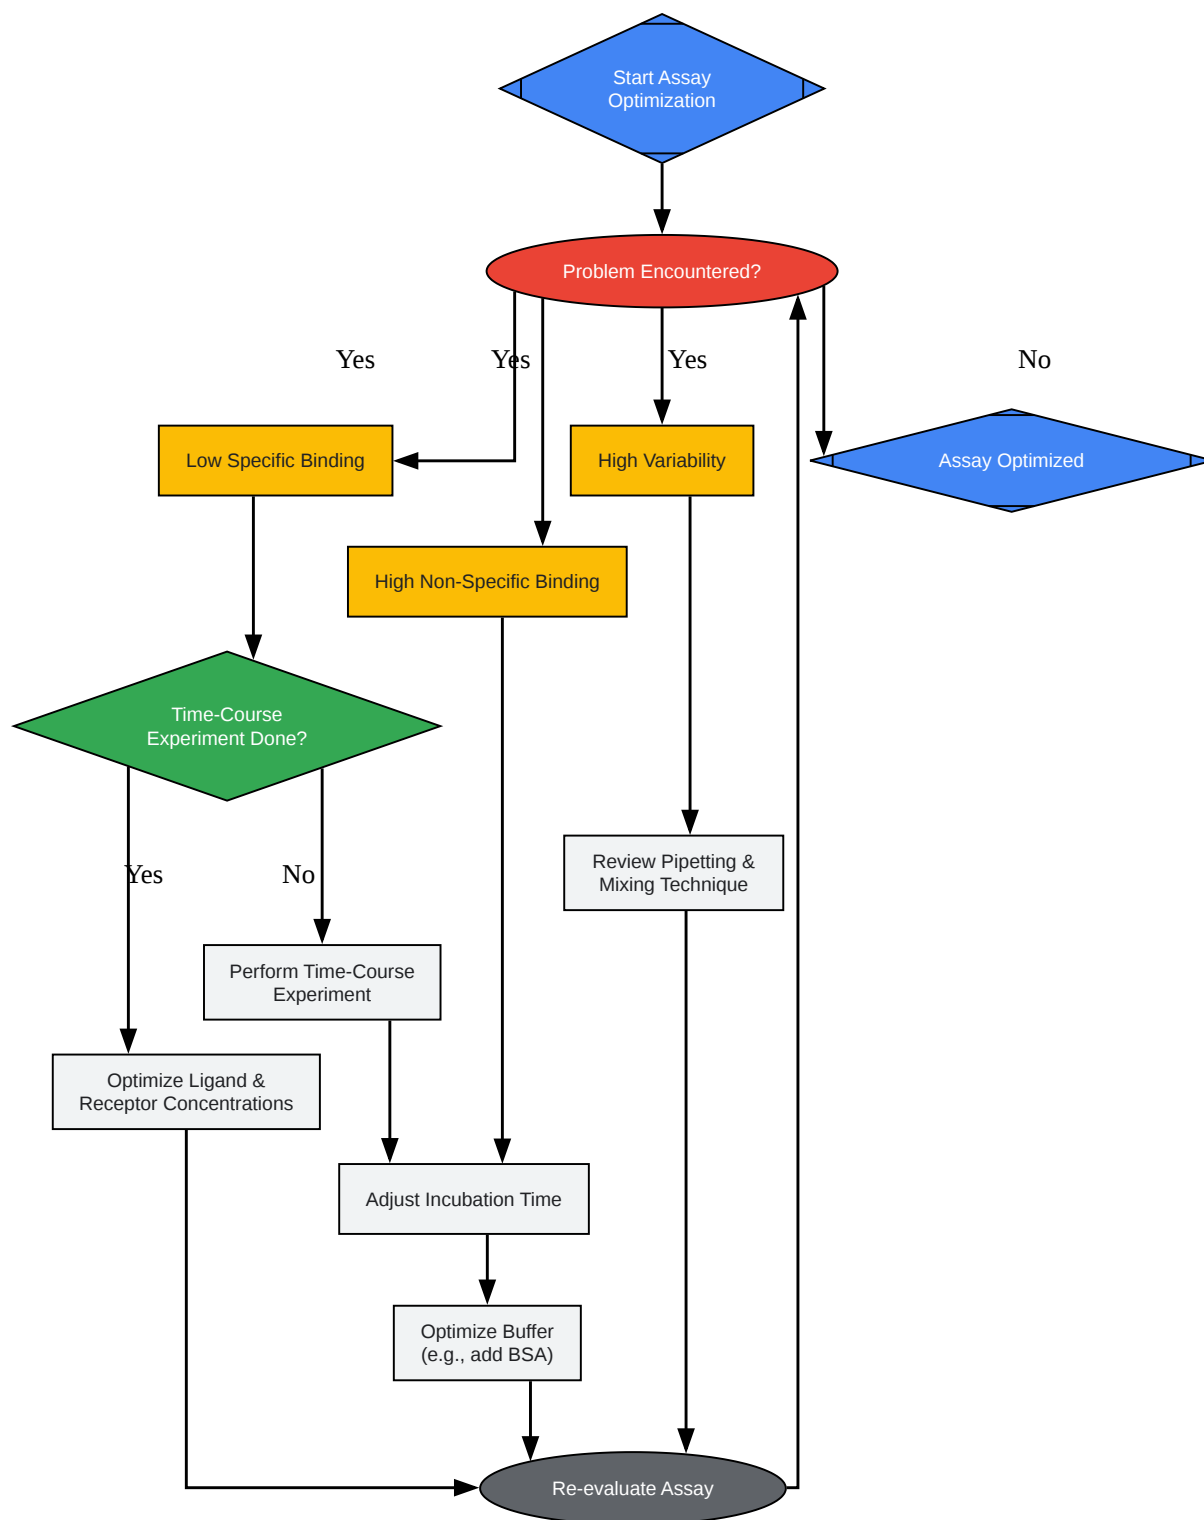 Start Assay
Optimization
Problem Encountered?
Yes
Yes
Yes
No
Low Specific Binding
High Variability
Assay Optimized
High Non-Specific Binding
Time-Course
Experiment Done?
Yes
No
Review Pipetting &
Mixing Technique
Perform Time-Course
Experiment
Optimize Ligand &
Receptor Concentrations
Adjust Incubation Time
Optimize Buffer
(e.g., add BSA)
Re-evaluate Assay